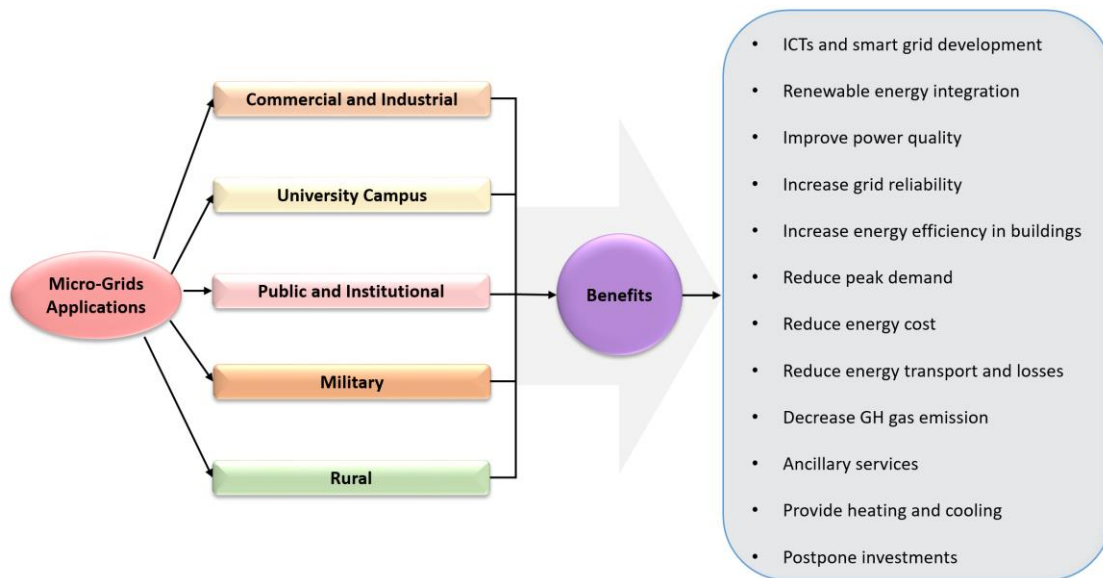 Micro-Grids
Applications
Commercial and Industrial
University Campus
Public and Institutional
Military
Rural
Benefits
• ICTs and smart grid development
• Renewable energy integration
• Improve power quality
• Increase grid reliability
• Increase energy efficiency in buildings
• Reduce peak demand
• Reduce energy cost
• Reduce energy transport and losses
• Decrease GH gas emission
• Ancillary services
• Provide heating and cooling
• Postpone investments